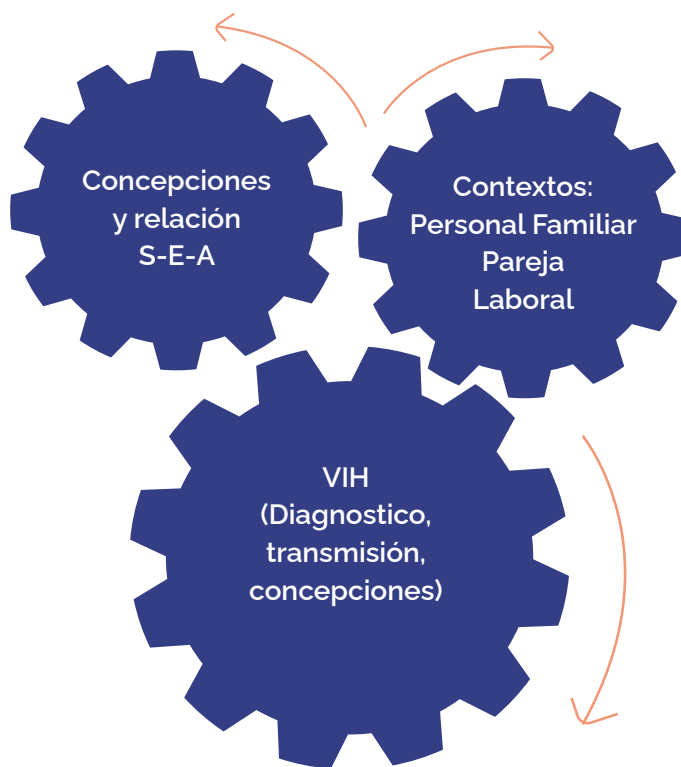 Concepciones
y relación
S-E-A
Contextos:
Personal Familiar
Pareja
Laboral
VIH
(Diagnostico,
transmisión,
concepciones)